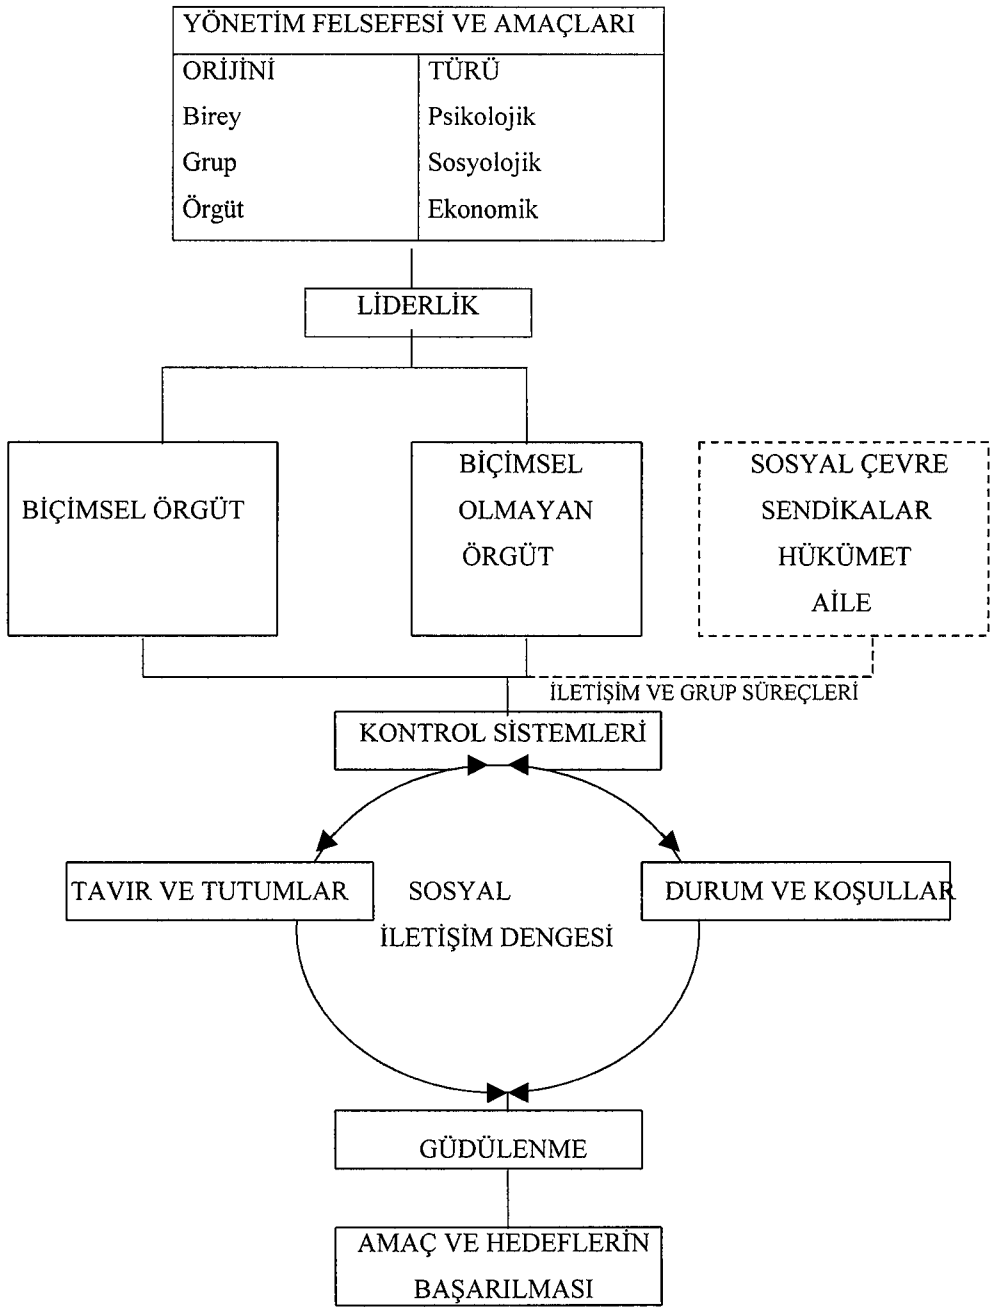 YÖNETİM FELSEFESİ VE AMAÇLARI
ORİJİNİ TÜRÜ
Birey Psikolojik
Grup Sosyolojik
Örgüt Ekonomik
LİDERLİK
BİÇİMSEL ÖRGÜT
BİÇİMSEL
OLMAYAN
ÖRGÜT
SOSYAL ÇEVRE
SENDİKALAR
HÜKÜMET
AİLE
İLETİŞİM VE GRUP SÜREÇLERİ
KONTROL SİSTEMLERİ
TAVIR VE TUTUMLAR
SOSYAL
İLETİŞİM DENGESİ
DURUM VE KOŞULLAR
GÜDÜLENME
AMAÇ VE HEDEFLERİN
BAŞARILMASI